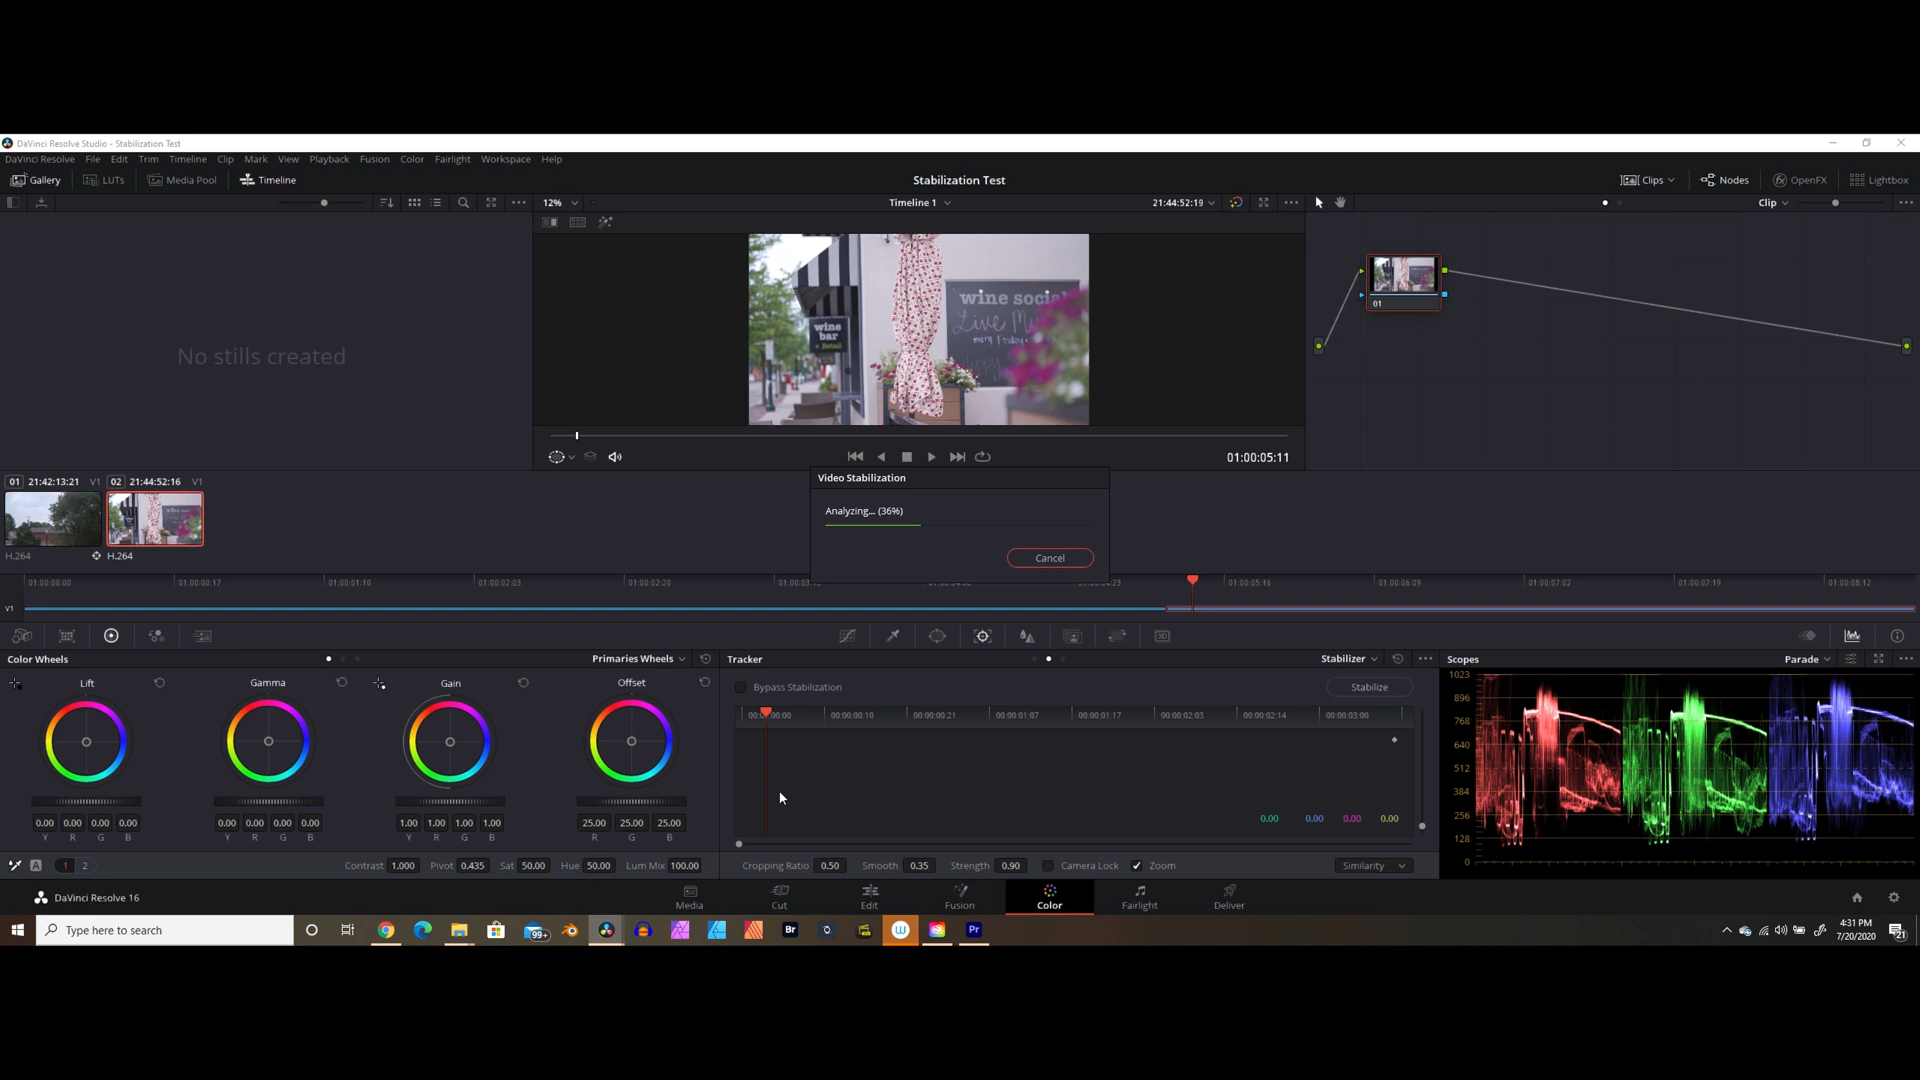 DaVinci Resolve Studio - Stabilization Test
DaVinci Resolve File Edit Trim Timeline Clip Mark View Playback Fusion Color Fairlight Workspace Help
Gallery LUTs Media Pool Timeline Stabilization Test Clips Nodes OpenFX Lightbox
12% Timeline 1 21:44:52:19 Clip
wine social
Live
every Friday
wine
bar
+ Retail
01
No stills created
01:00:05:11
01 21:42:13:21 V1 02 21:44:52:16 V1
Video Stabilization
Analyzing... (36%)
Cancel
H.264 H.264
01:00:00:00 01:00:00:17 01:00:01:10 01:00:02:03 01:00:02:20 01:00:05:16 01:00:06:09 01:00:07:02 01:00:07:19 01:00:08:12
V1
Color Wheels Primaries Wheels Tracker Stabilizer Scopes Parade
Lift Gamma Gain Offset
Bypass Stabilization Stabilize
00:00:00:10 00:00:00:21 00:00:01:07 00:00:01:17 00:00:02:03 00:00:02:14 00:00:03:00
1023
896
768
640
512
384
256
128
0
0.00 0.00 0.00 0.00 0.00 0.00 0.00 0.00 1.00 1.00 1.00 1.00 25.00 25.00 25.00
Y R G B Y R G B Y R G B R G B
0.00 0.00 0.00 0.00
A 1 2 Contrast 1.000 Pivot 0.435 Sat 50.00 Hue 50.00 Lum Mix 100.00
Cropping Ratio 0.50 Smooth 0.35 Strength 0.90 Camera Lock Zoom Similarity
DaVinci Resolve 16 Media Cut Edit Fusion Color Fairlight Deliver
Type here to search 99+ Br W Pr 4:31 PM
7/20/2020 21